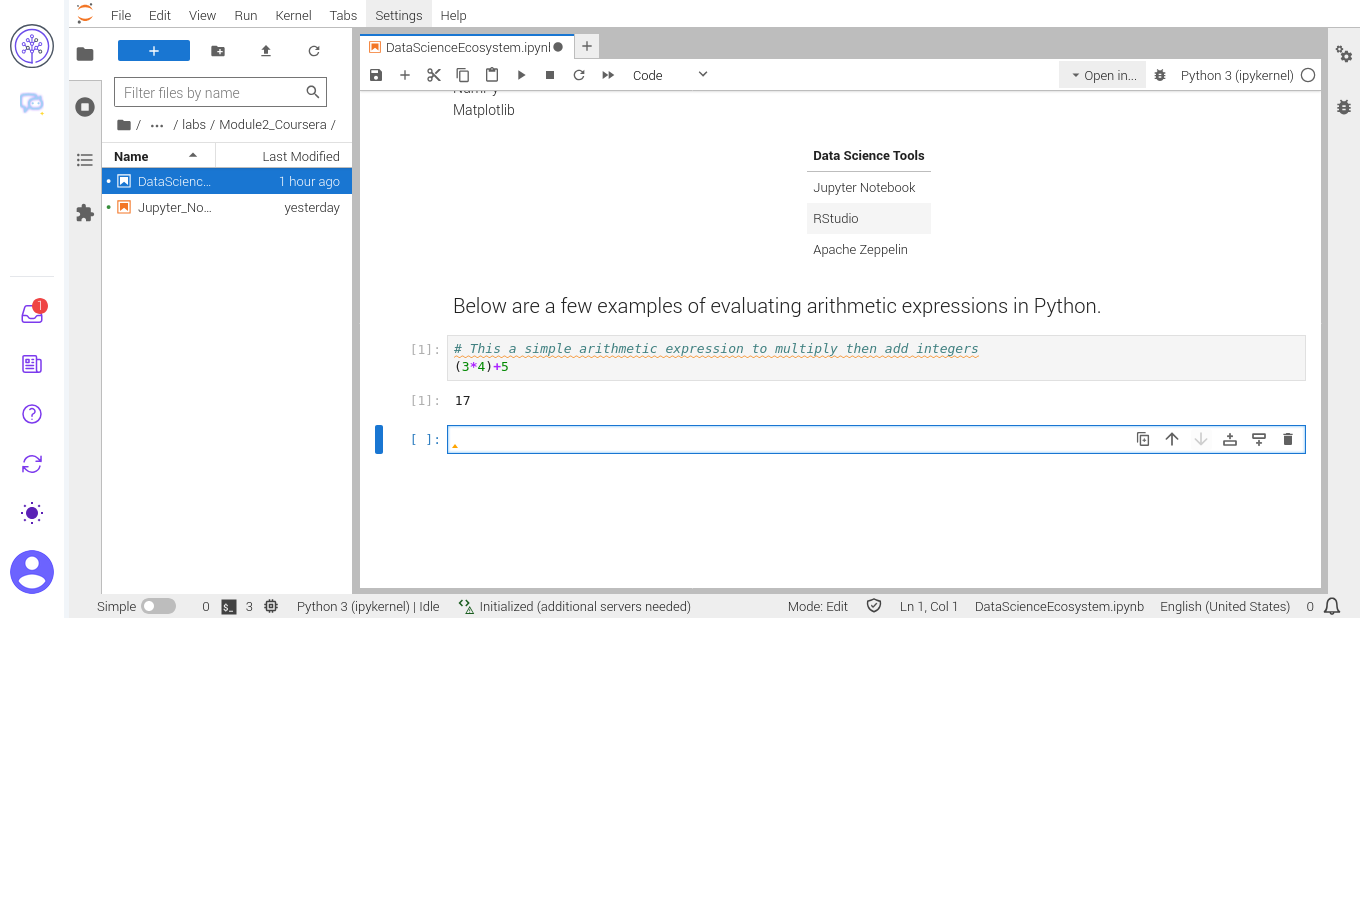 File Edit View Run Kernel Tabs Settings Help
DataScienceEcosystem.ipynl
Filter files by name
/ ... / labs / Module2_Coursera /
Name Last Modified
DataScienc... 1 hour ago
Jupyter_No... yesterday
Code
Open in...
Python 3 (ipykernel)
Matplotlib
Data Science Tools
Jupyter Notebook
RStudio
Apache Zeppelin
Below are a few examples of evaluating arithmetic expressions in Python.
[1]: # This a simple arithmetic expression to multiply then add integers
(3*4)+5
[1]: 17
[ ]:
1
Simple 0 $_ 3 Python 3 (ipykernel) | Idle Initialized (additional servers needed) Mode: Edit Ln 1, Col 1 DataScienceEcosystem.ipynb English (United States) 0